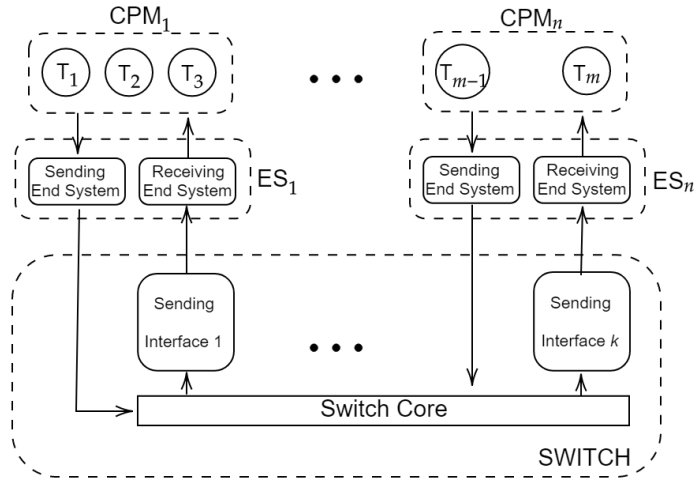 CPM₁
CPMₙ
T₁ T₂ T₃
• • •
Tₘ₋₁ Tₘ
Sending
End System
Receiving
End System
ES₁
Sending
End System
Receiving
End System
ESₙ
Sending
Interface 1
• • •
Sending
Interface k
Switch Core
SWITCH